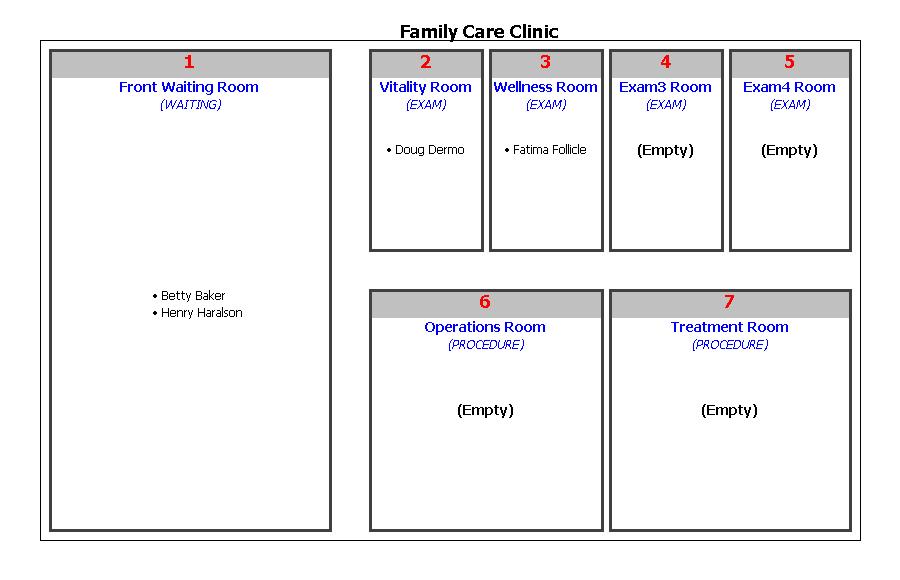 Family Care Clinic
1
Front Waiting Room
(WAITING)
• Betty Baker
• Henry Haralson
2
Vitality Room
(EXAM)
• Doug Dermo
3
Wellness Room
(EXAM)
• Fatima Follicle
4
Exam3 Room
(EXAM)
(Empty)
5
Exam4 Room
(EXAM)
(Empty)
6
Operations Room
(PROCEDURE)
(Empty)
7
Treatment Room
(PROCEDURE)
(Empty)